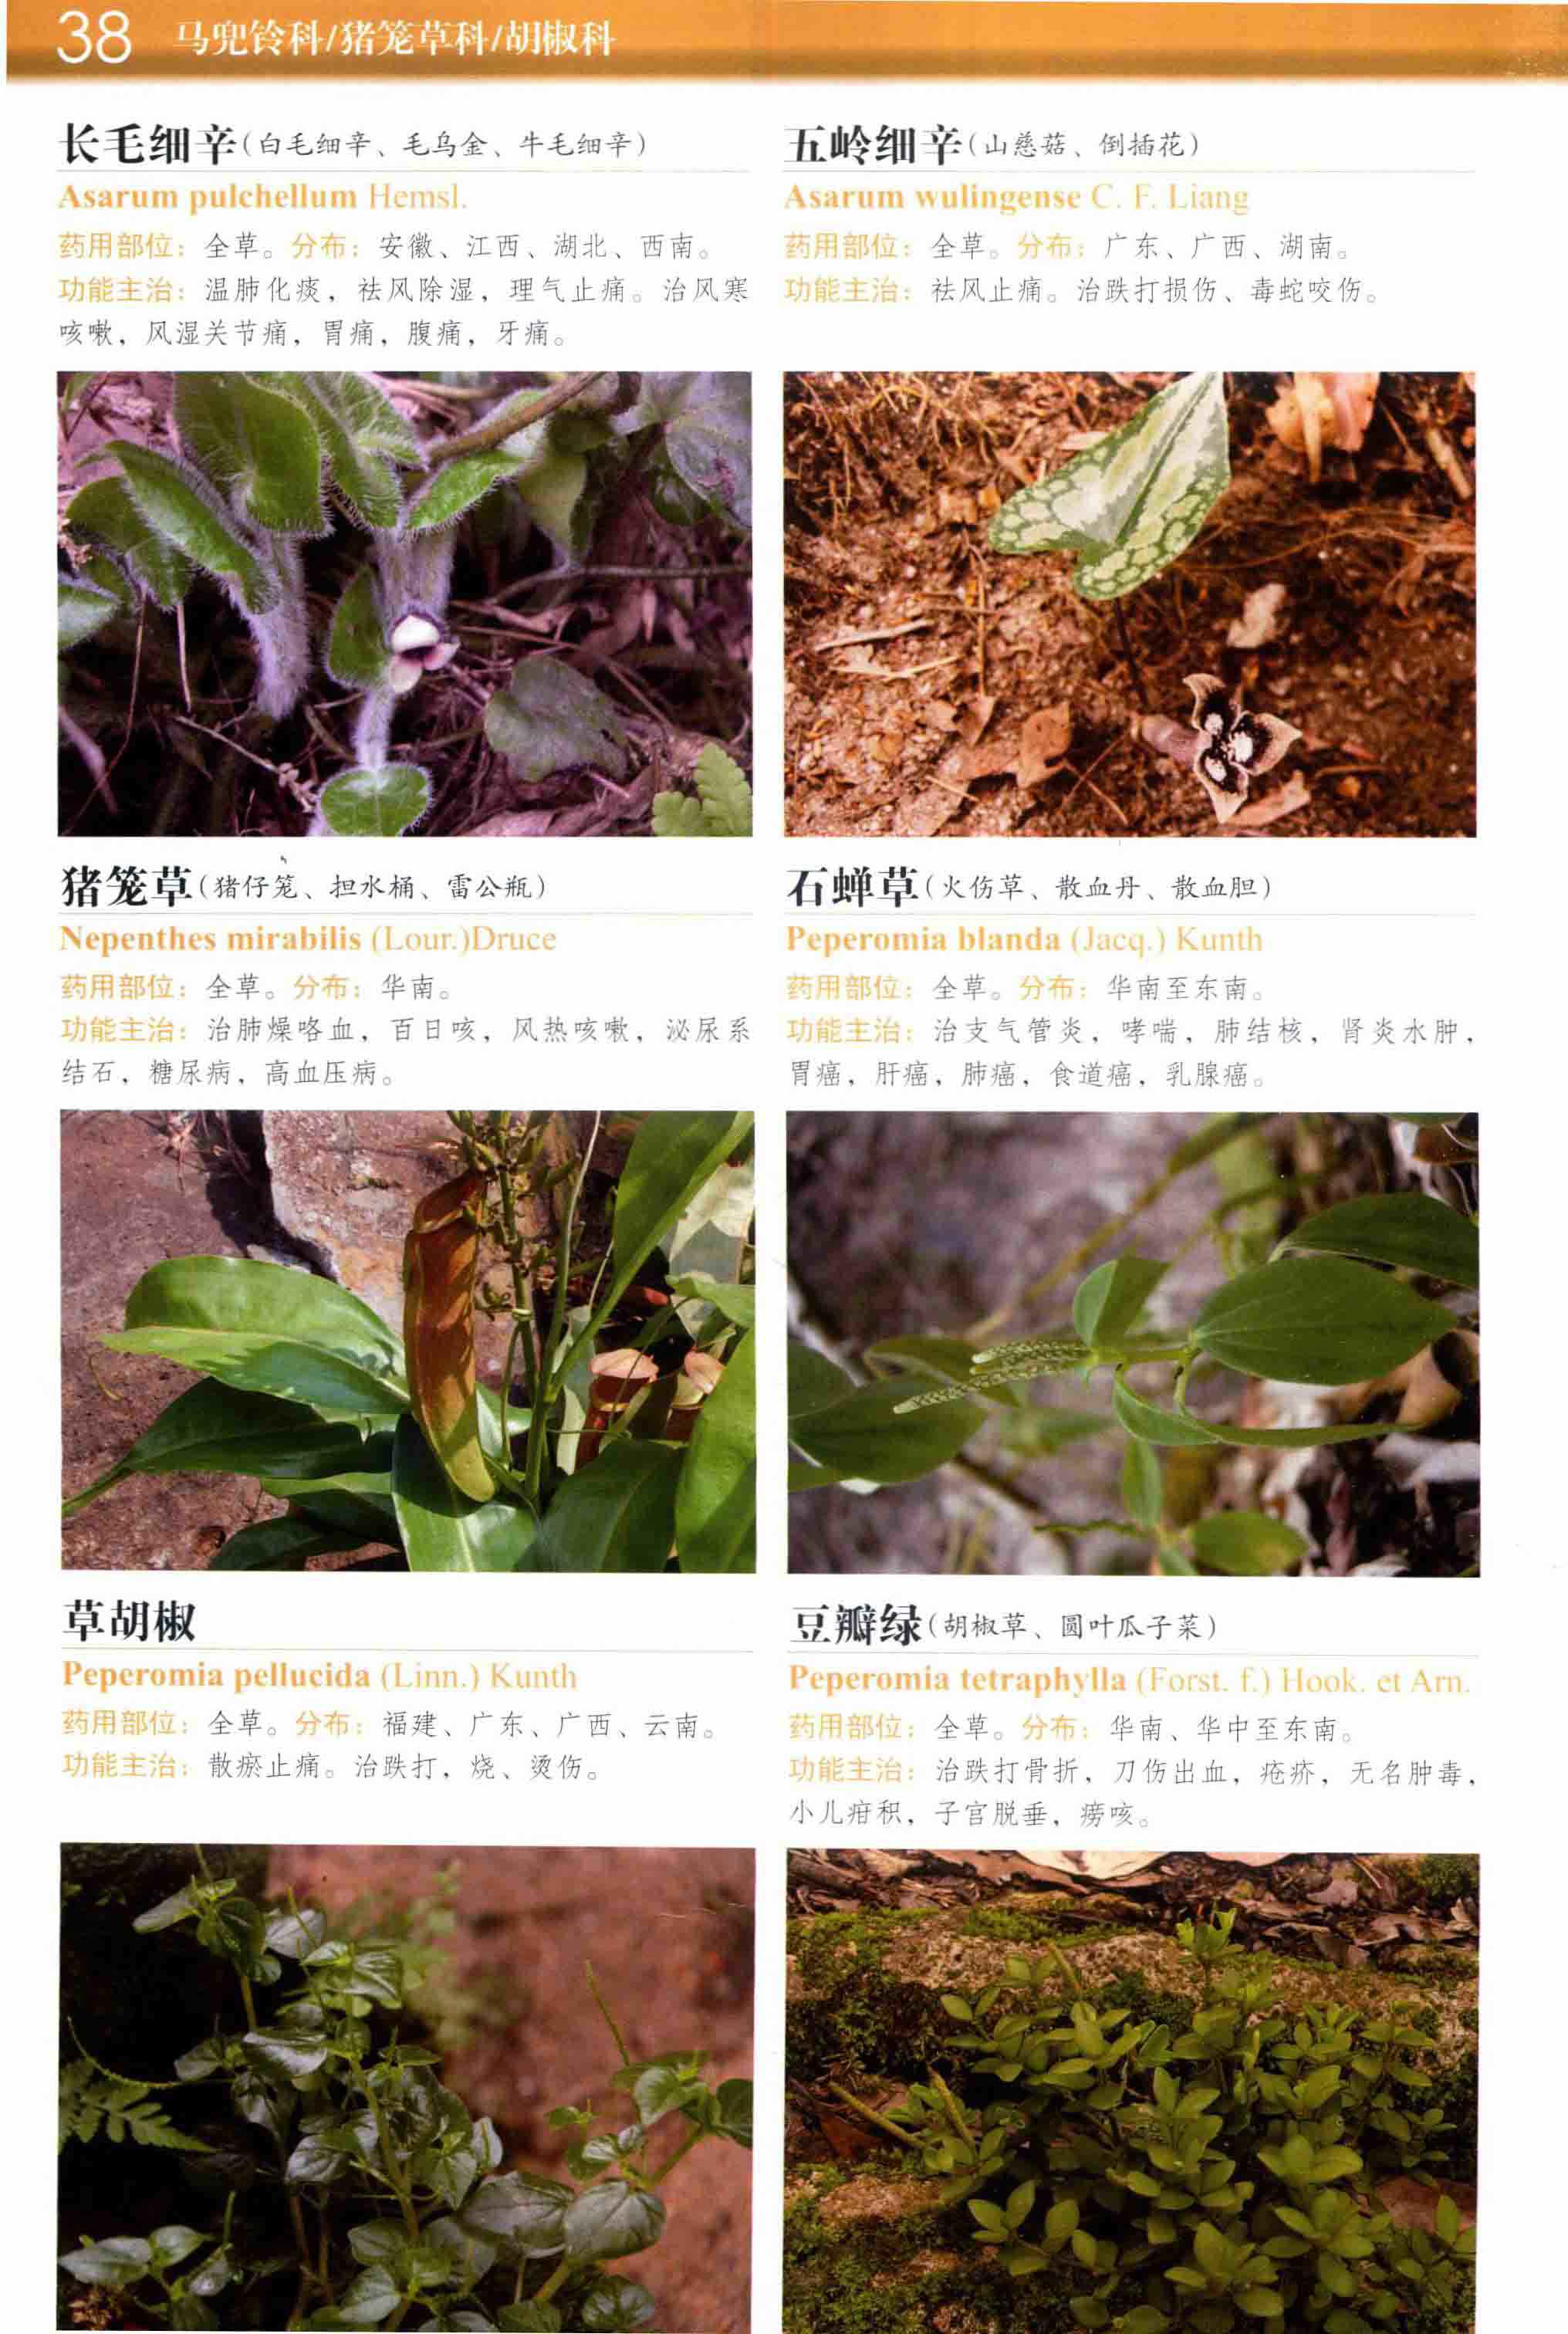 38 马兜铃科/猪笼草科/胡椒科
长毛细辛(白毛细辛、毛乌金、牛毛细辛)
Asarum pulchellum Hemsl.
药用部位：全草。分布：安徽、江西、湖北、西南。
功能主治：温肺化痰，祛风除湿，理气止痛。治风寒
咳嗽，风湿关节痛，胃痛，腹痛，牙痛。
五岭细辛(山慈菇、倒插花)
Asarum wulingense C. F. Liang
药用部位：全草。分布：广东、广西、湖南。
功能主治：祛风止痛。治跌打损伤、毒蛇咬伤。
猪笼草(猪仔笼、担水桶、雷公瓶)
Nepenthes mirabilis (Lour.)Druce
药用部位：全草。分布：华南。
功能主治：治肺燥咯血，百日咳，风热咳嗽，泌尿系
结石，糖尿病，高血压病。
石蝉草(火伤草、散血丹、散血胆)
Peperomia blanda (Jacq.) Kunth
药用部位：全草。分布：华南至东南。
功能主治：治支气管炎，哮喘，肺结核，肾炎水肿，
胃癌，肝癌，肺癌，食道癌，乳腺癌。
草胡椒
Peperomia pellucida (Linn.) Kunth
药用部位：全草。分布：福建、广东、广西、云南。
功能主治：散瘀止痛。治跌打，烧、烫伤。
豆瓣绿(胡椒草、圆叶瓜子菜)
Peperomia tetraphylla (Forst. f.) Hook. et Arn.
药用部位：全草。分布：华南、华中至东南。
功能主治：治跌打骨折，刀伤出血，疮疥，无名肿毒，
小儿疳积，子宫脱垂，痨咳。